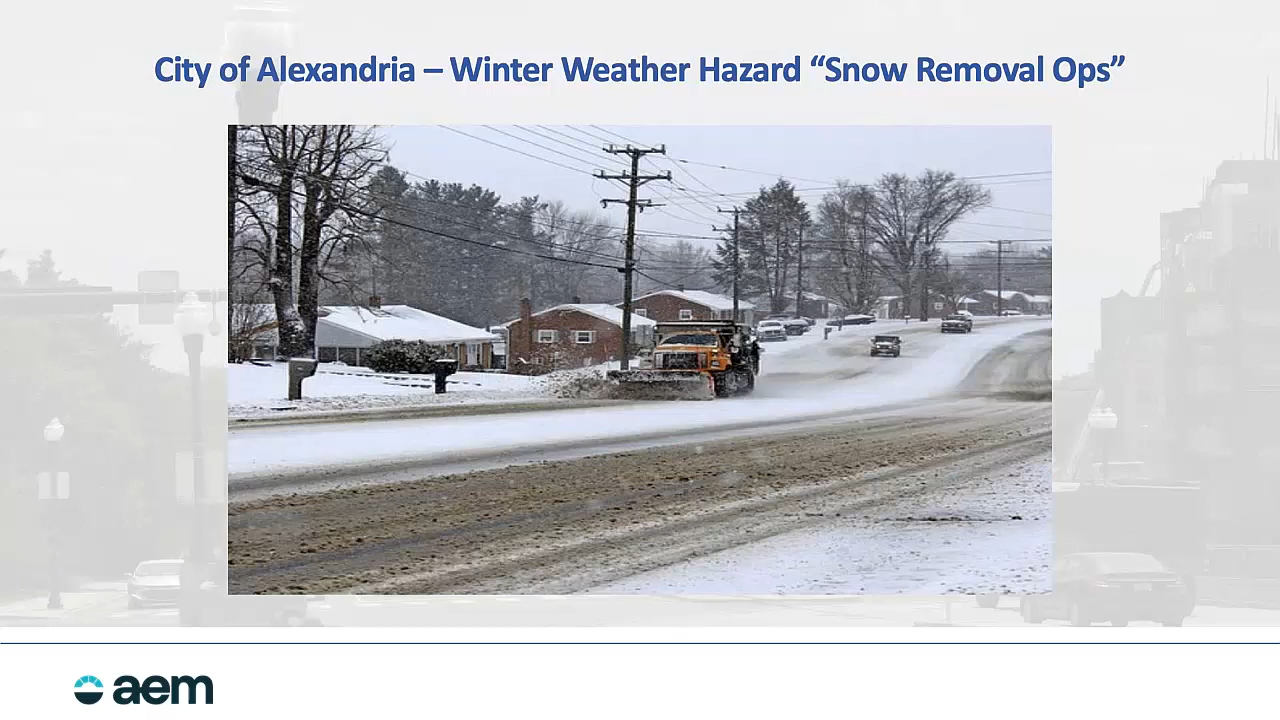 City of Alexandria – Winter Weather Hazard “Snow Removal Ops”
aem